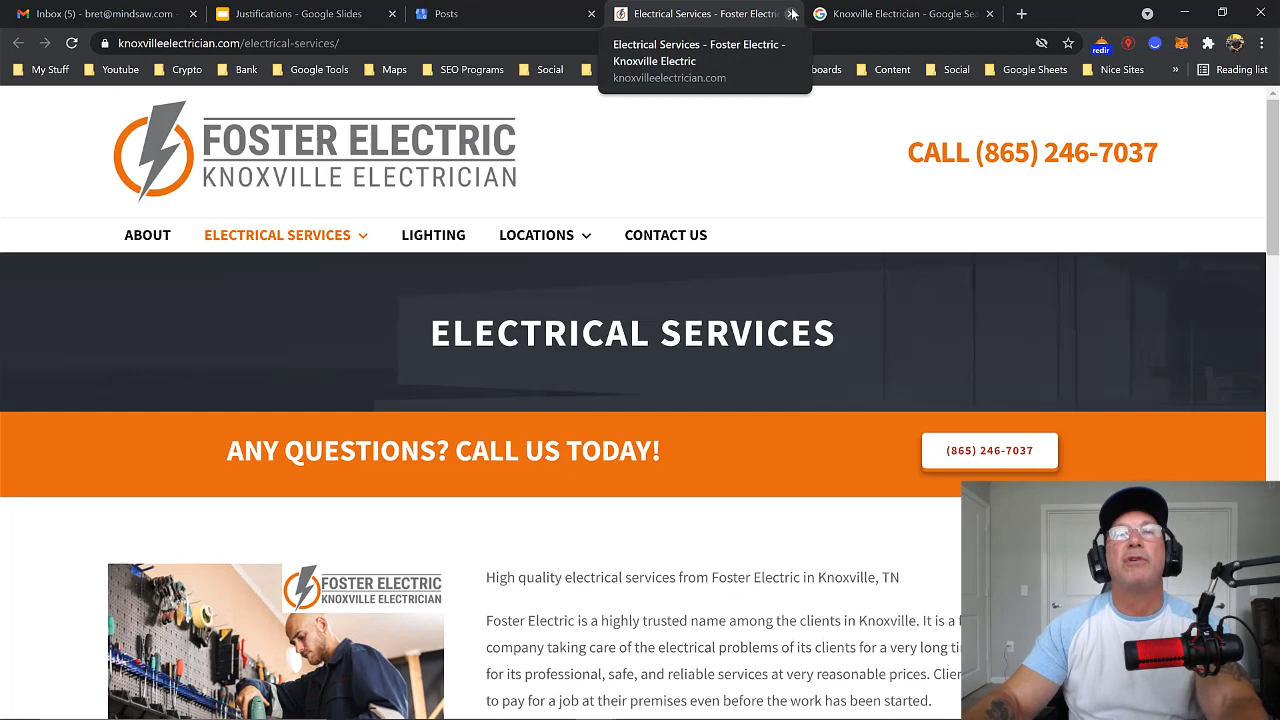 Inbox (5) - bret@mindsaw.com -
Justifications - Google Slides
Posts
Electrical Services - Foster Electri
Knoxville Electrician - Google Sea
knoxvilleelectrician.com/electrical-services/
redir
Electrical Services - Foster Electric -
Knoxville Electric
knoxvilleelectrician.com
My Stuff
Youtube
Crypto
Bank
Google Tools
Maps
SEO Programs
Social
boards
Content
Social
Google Sheets
Nice Sites
»
Reading list
FOSTER ELECTRIC
KNOXVILLE ELECTRICIAN
CALL (865) 246-7037
ABOUT
ELECTRICAL SERVICES
LIGHTING
LOCATIONS
CONTACT US
ELECTRICAL SERVICES
ANY QUESTIONS? CALL US TODAY!
(865) 246-7037
FOSTER ELECTRIC
KNOXVILLE ELECTRICIAN
High quality electrical services from Foster Electric in Knoxville, TN
Foster Electric is a highly trusted name among the clients in Knoxville. It is a
company taking care of the electrical problems of its clients for a very long
for its professional, safe, and reliable services at very reasonable prices.
to pay for a job at their premises even before the work has been started.